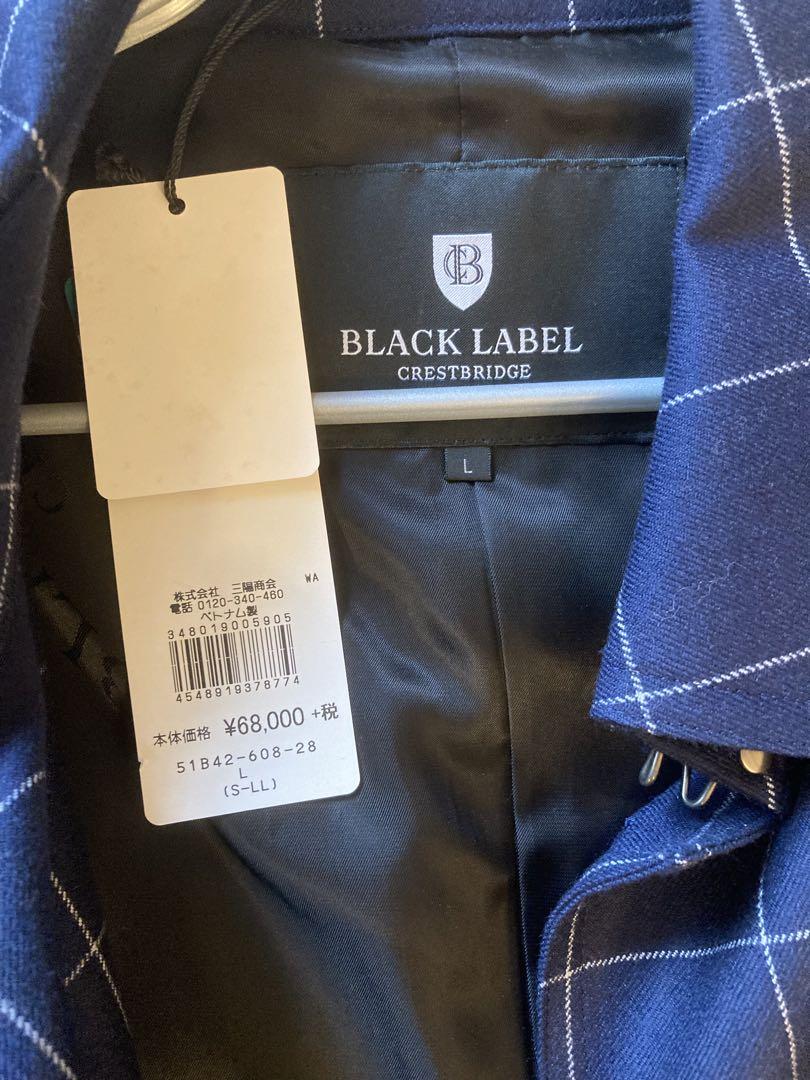 CB
BLACK LABEL
CRESTBRIDGE
L
WA
株式会社 三陽商会
電話 0120-340-460
ベトナム製
348019005905
4548919378774
本体価格 ¥68,000 +税
51B42-608-28
L
(S-LL)